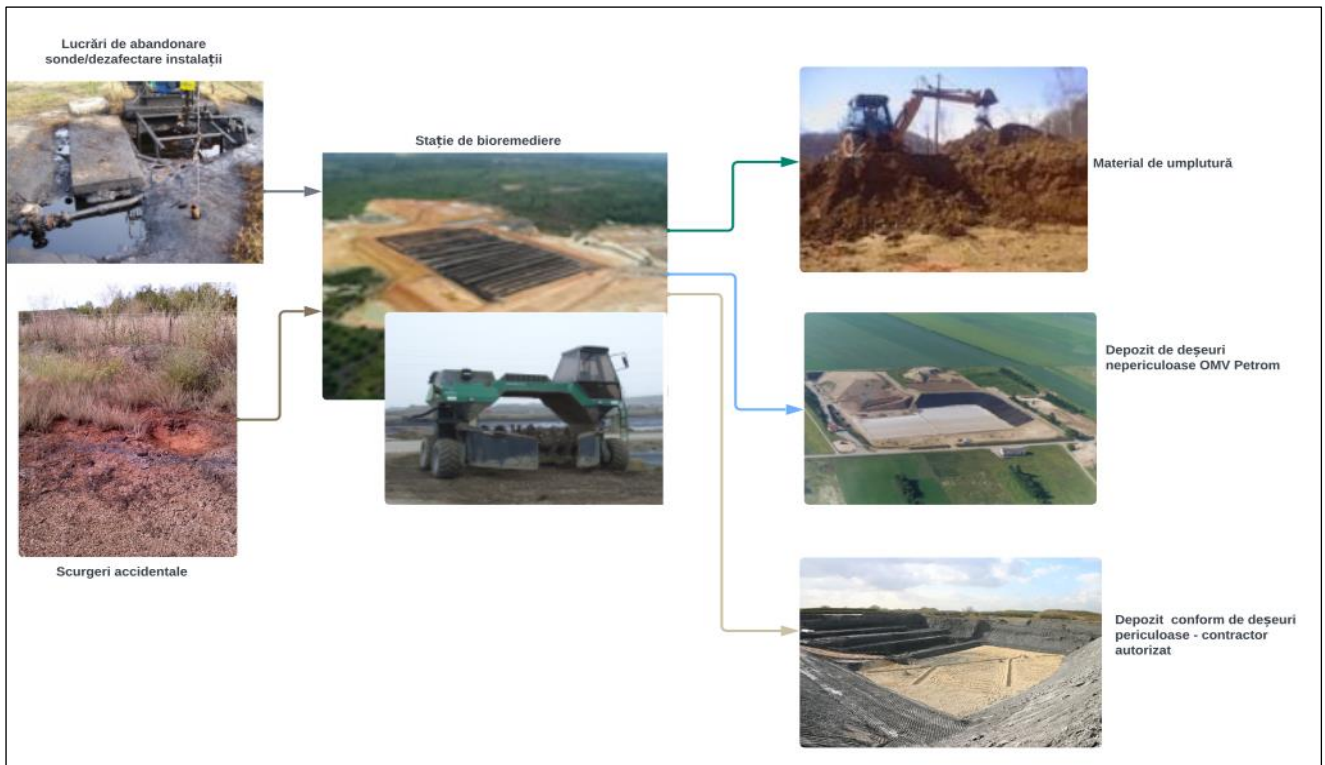 Lucrări de abandonare
sonde/dezafectare instalații
Stație de bioremediere
Material de umplutură
Depozit de deșeuri
nepericuloase OMV Petrom
Scurgeri accidentale
Depozit  conform de deșeuri
periculoase - contractor
autorizat